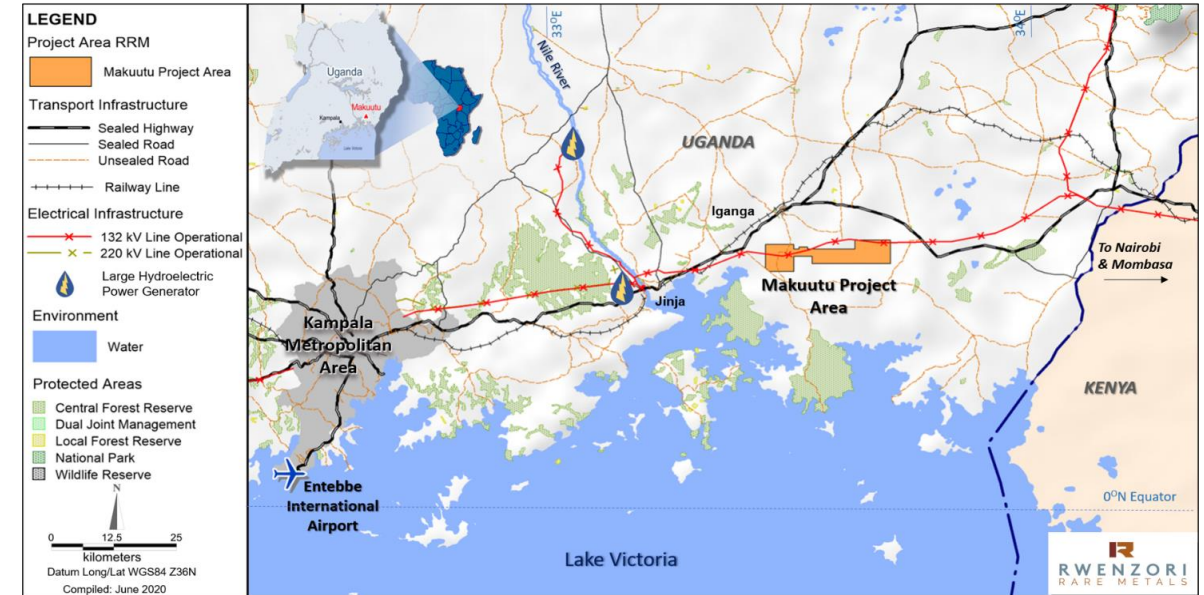 LEGEND
Project Area RRM
Makuutu Project Area
Transport Infrastructure
Sealed Highway
Sealed Road
Unsealed Road
Railway Line
Electrical Infrastructure
132 kV Line Operational
220 kV Line Operational
Large Hydroelectric
Power Generator
Environment
Water
Protected Areas
Central Forest Reserve
Dual Joint Management
Local Forest Reserve
National Park
Wildlife Reserve
N
0 12.5 25
kilometers
Datum Long/Lat WGS84 Z36N
Compiled: June 2020
Uganda
Makuutu
Kampala
Nile River
33°E
34°E
UGANDA
Iganga
To Nairobi
& Mombasa
Makuutu Project
Area
Jinja
Kampala
Metropolitan
Area
KENYA
Entebbe
International
Airport
0°N Equator
Lake Victoria
RWENZORI
RARE METALS